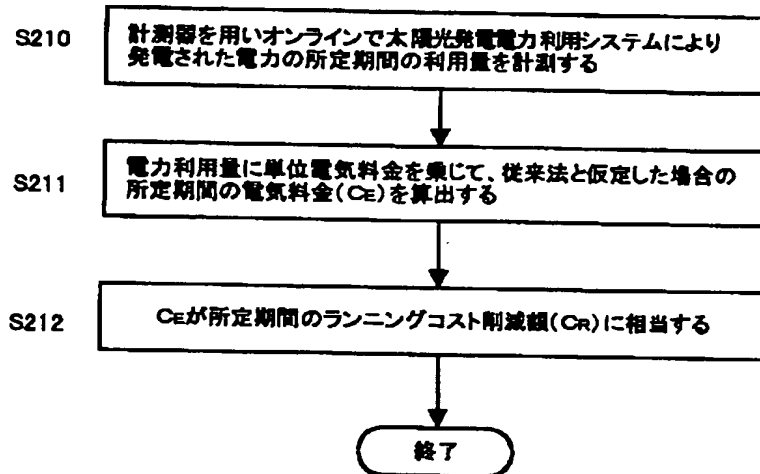 S210
計測器を用いオンラインで太陽光発電電力利用システムにより
発電された電力の所定期間の利用量を計測する
S211
電力利用量に単位電気料金を乗じて、従来法と仮定した場合の
所定期間の電気料金(CE)を算出する
S212
CEが所定期間のランニングコスト削減額(CR)に相当する
終了